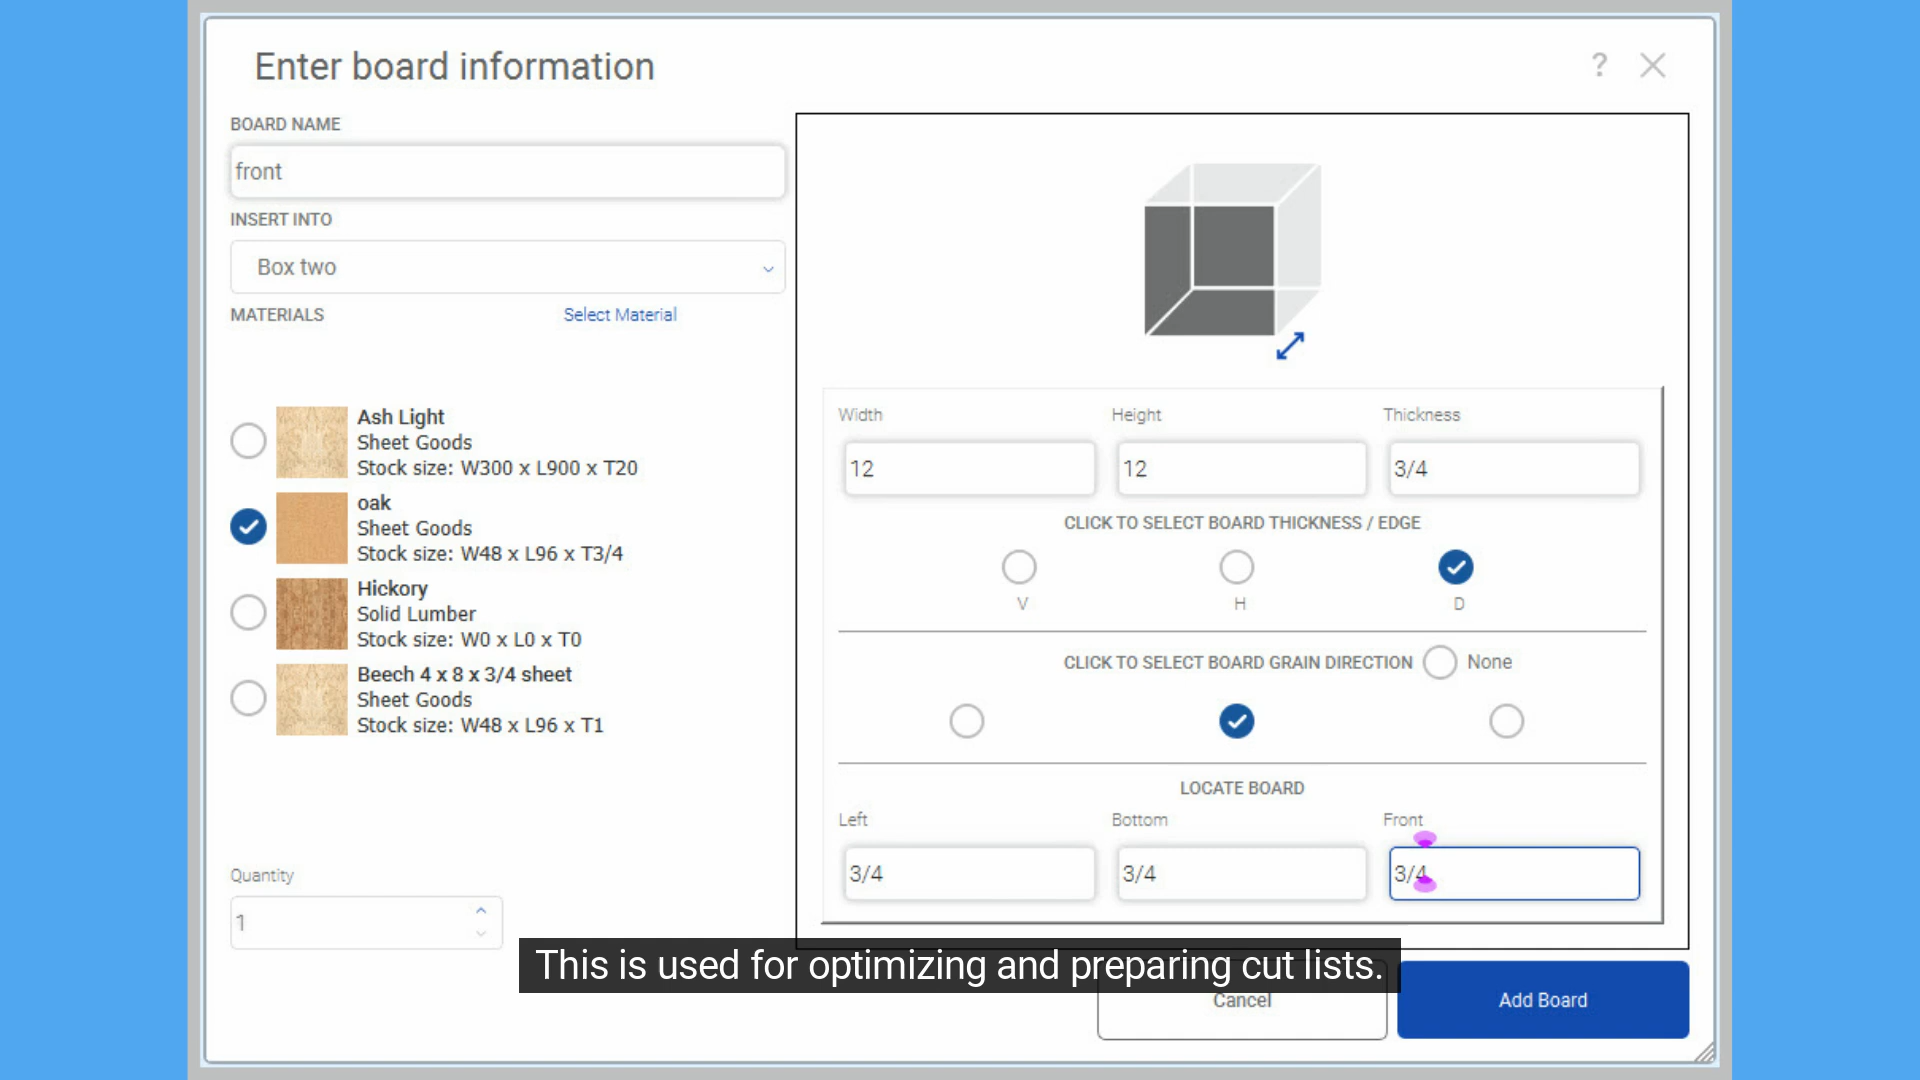 Enter board information
?
BOARD NAME
front
INSERT INTO
Box two
MATERIALS
Select Material
Ash Light
Sheet Goods
Stock size: W300 x L900 x T20
oak
Sheet Goods
Stock size: W48 x L96 x T3/4
Hickory
Solid Lumber
Stock size: W0 x L0 x T0
Beech 4 x 8 x 3/4 sheet
Sheet Goods
Stock size: W48 x L96 x T1
Quantity
1
Width Height Thickness
12 12 3/4
CLICK TO SELECT BOARD THICKNESS / EDGE
V H D
CLICK TO SELECT BOARD GRAIN DIRECTION None
LOCATE BOARD
Left Bottom Front
3/4 3/4 3/4
This is used for optimizing and preparing cut lists.
Cancel Add Board